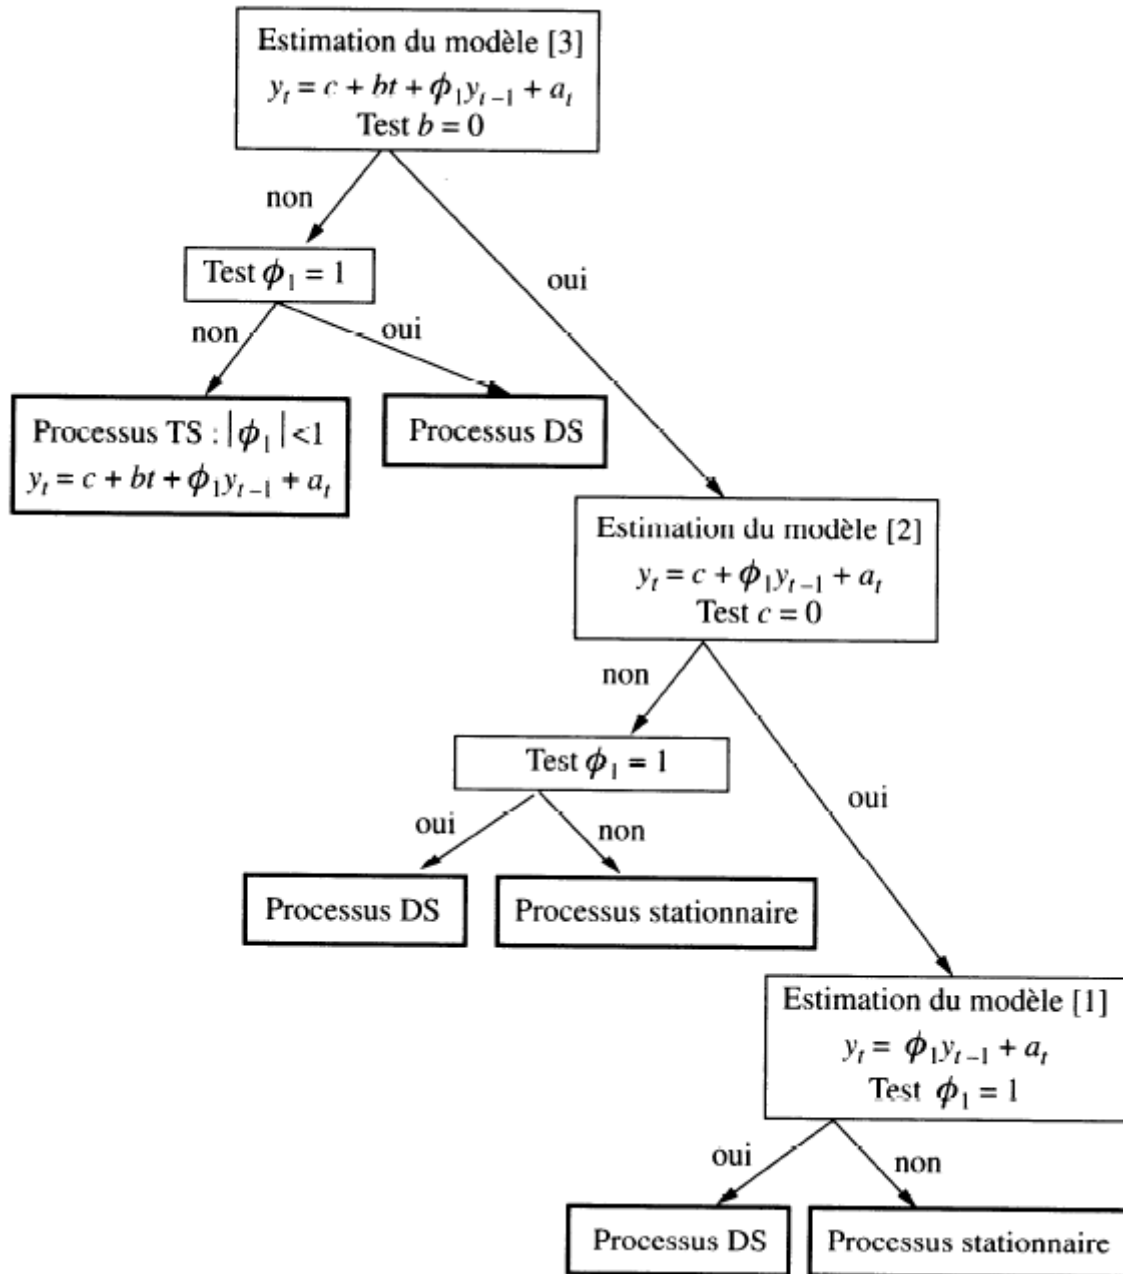 Estimation du modèle [3]
y_t = c + bt + ϕ_1 y_{t−1} + a_t
Test b = 0
non
oui
Test ϕ_1 = 1
non
oui
Processus TS : |ϕ_1| <1
y_t = c + bt + ϕ_1 y_{t−1} + a_t
Processus DS
Estimation du modèle [2]
y_t = c + ϕ_1 y_{t−1} + a_t
Test c = 0
non
oui
Test ϕ_1 = 1
oui
non
Processus DS
Processus stationnaire
Estimation du modèle [1]
y_t = ϕ_1 y_{t−1} + a_t
Test ϕ_1 = 1
oui
non
Processus DS
Processus stationnaire